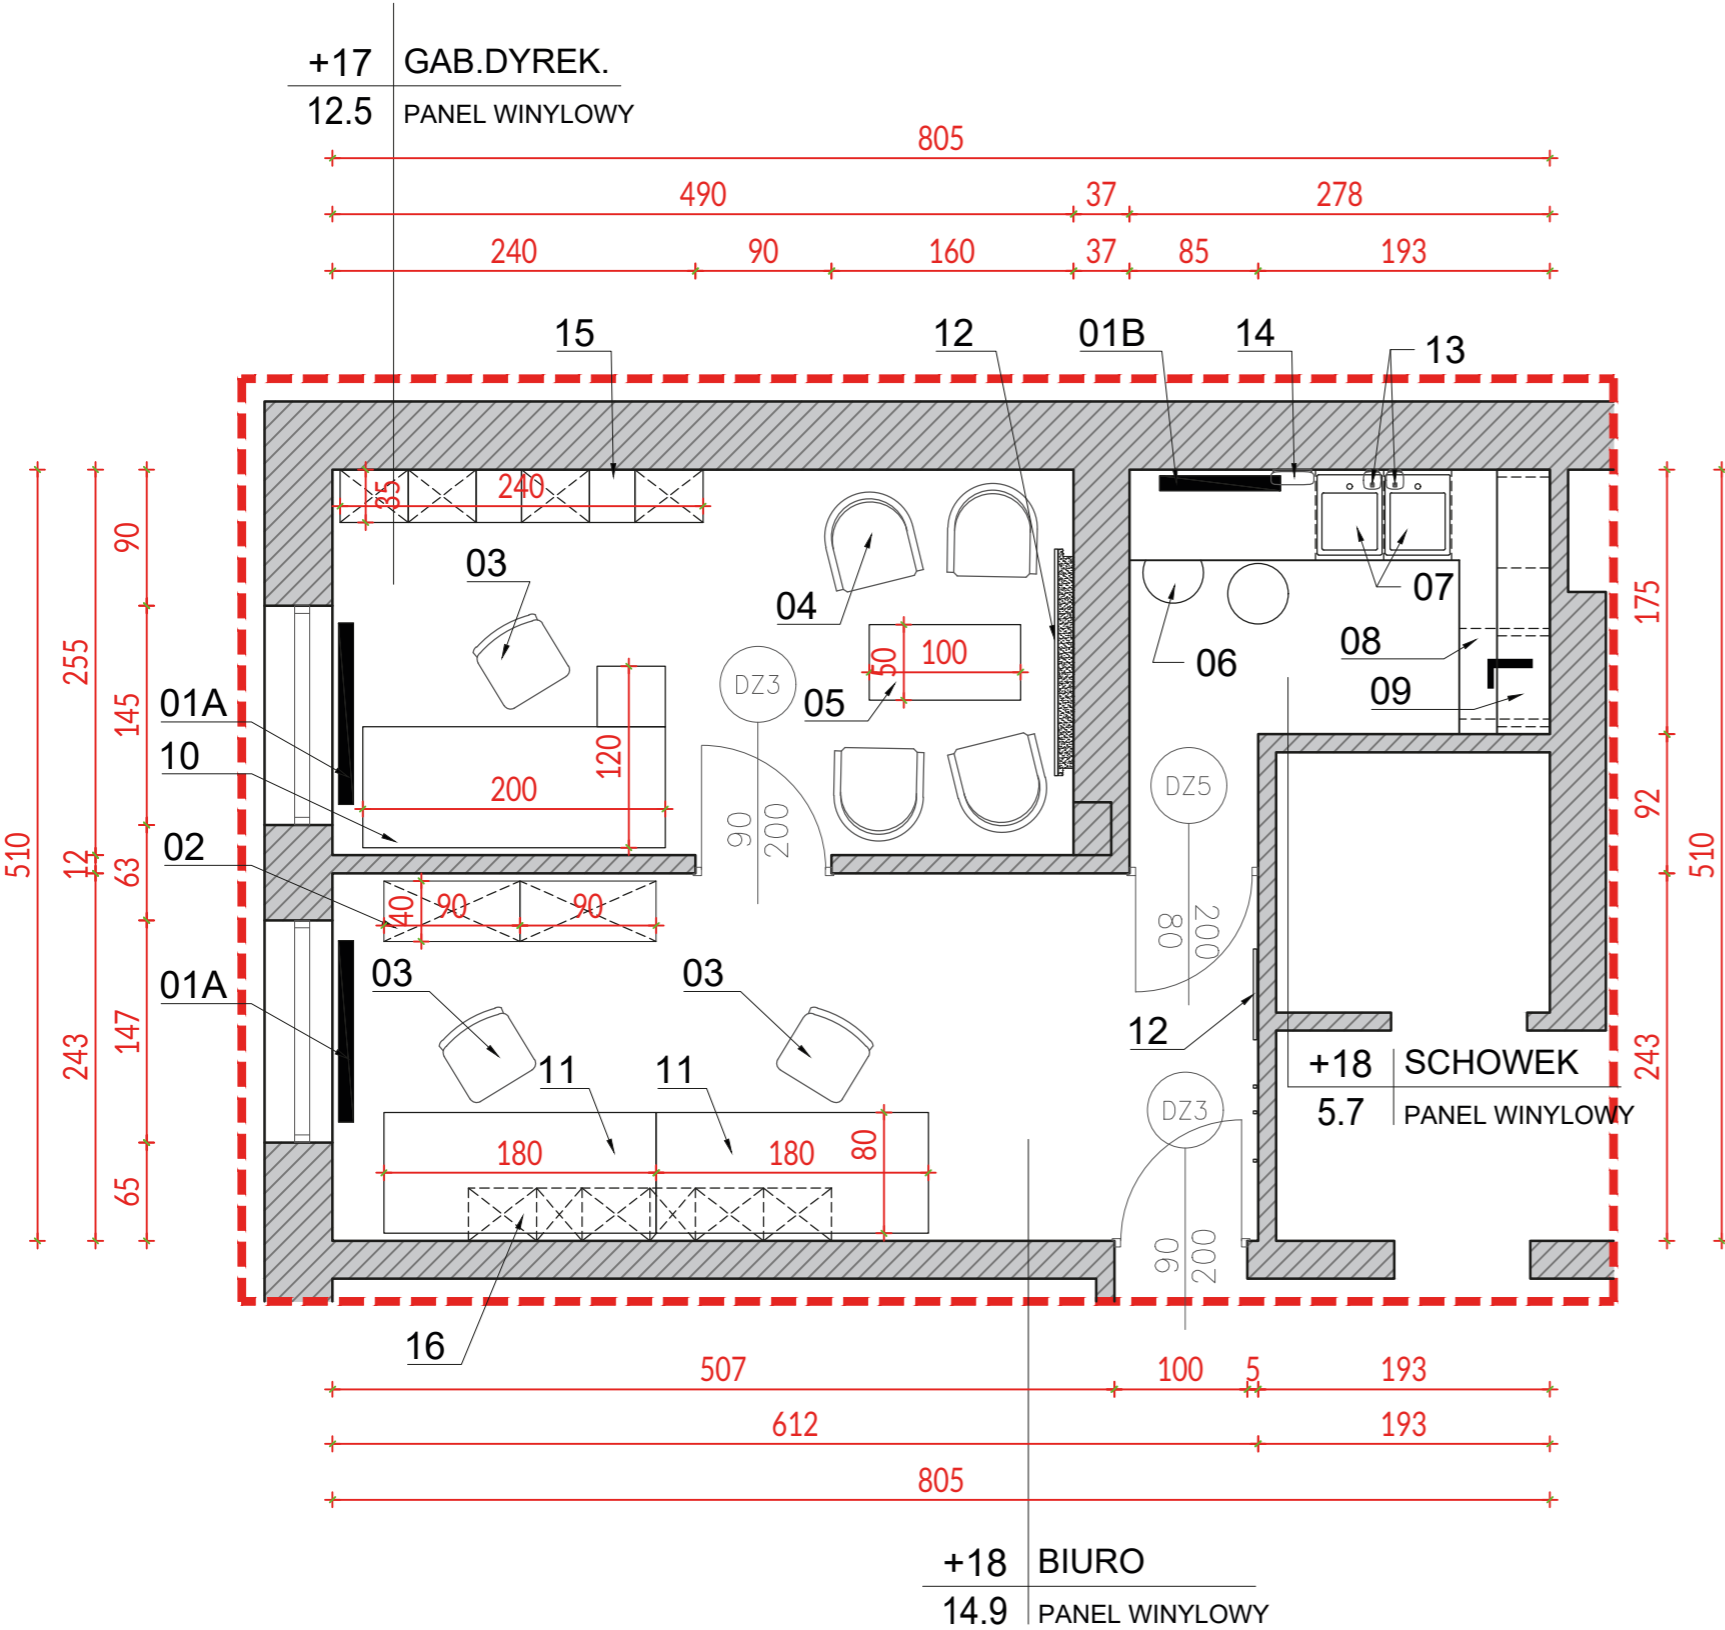 +17 GAB.DYREK.
12.5 PANEL WINYLOWY
805
490 37 278
240 90 160 37 85 193
15 12 01B 14 13
35 240
03 04 07
06 08
50 100
05 09
DZ3
01A
10
120
200
90 200
DZ5
02
40 90 90
80 200
01A 03 03
12
11 11
DZ3
+18 SCHOWEK
5.7 PANEL WINYLOWY
180 180 80
90 200
16
510
255 12 243
90 145 63 147 65
175 92 243
510
507 100 5 193
612 193
805
+18 BIURO
14.9 PANEL WINYLOWY